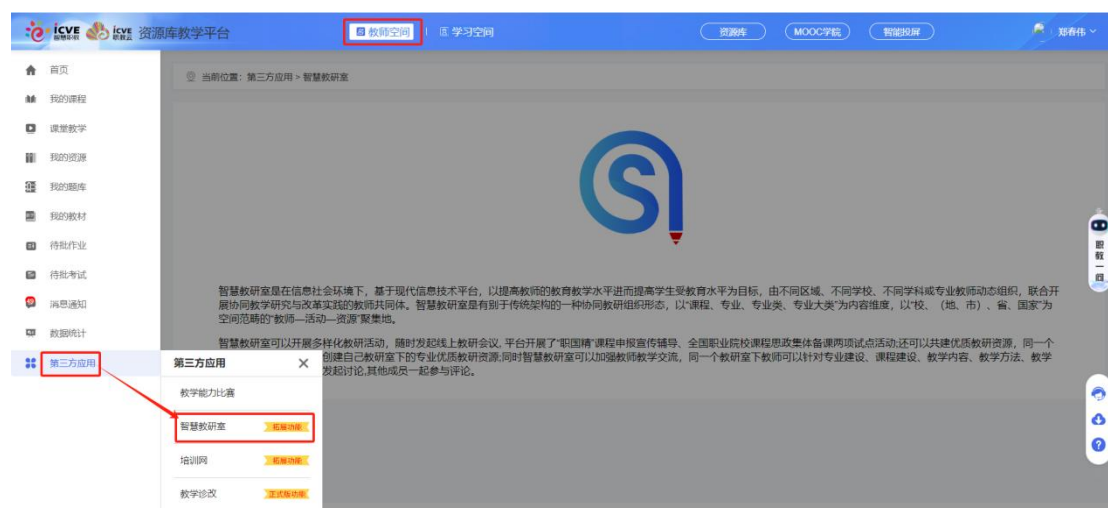 icve 智慧职教 icve 职教云 资源库教学平台 教师空间 学习空间 资源库 MOOC学院 智能投屏 郑春伟
首页
当前位置：第三方应用 > 智慧教研室
我的课程
课堂教学
我的资源
我的题库
我的教材
待批作业
待批考试
消息通知
数据统计
第三方应用
职教一问
智慧教研室是在信息社会环境下，基于现代信息技术平台，以提高教师的教育教学水平进而提高学生受教育水平为目标，由不同区域、不同学校、不同学科或专业教师动态组织，联合开
展协同教学研究与改革实践的教师共同体。智慧教研室是有别于传统架构的一种协同教研组织形态，以“课程、专业、专业类、专业大类”为内容维度，以“校、（地、市）、省、国家”为
空间范畴的“教师—活动—资源”聚集地。
智慧教研室可以开展多样化教研活动，随时发起线上教研会议,平台开展了“职国精”课程申报宣传辅导、全国职业院校课程思政集体备课两项试点活动;还可以共建优质教研资源，同一个
创建自己教研室下的专业优质教研资源;同时智慧教研室可以加强教师教学交流，同一个教研室下教师可以针对专业建设、课程建设、教学内容、教学方法、教学
发起讨论,其他成员一起参与评论。
第三方应用
教学能力比赛
智慧教研室 拓展功能
培训网 拓展功能
教学诊改 正式版功能